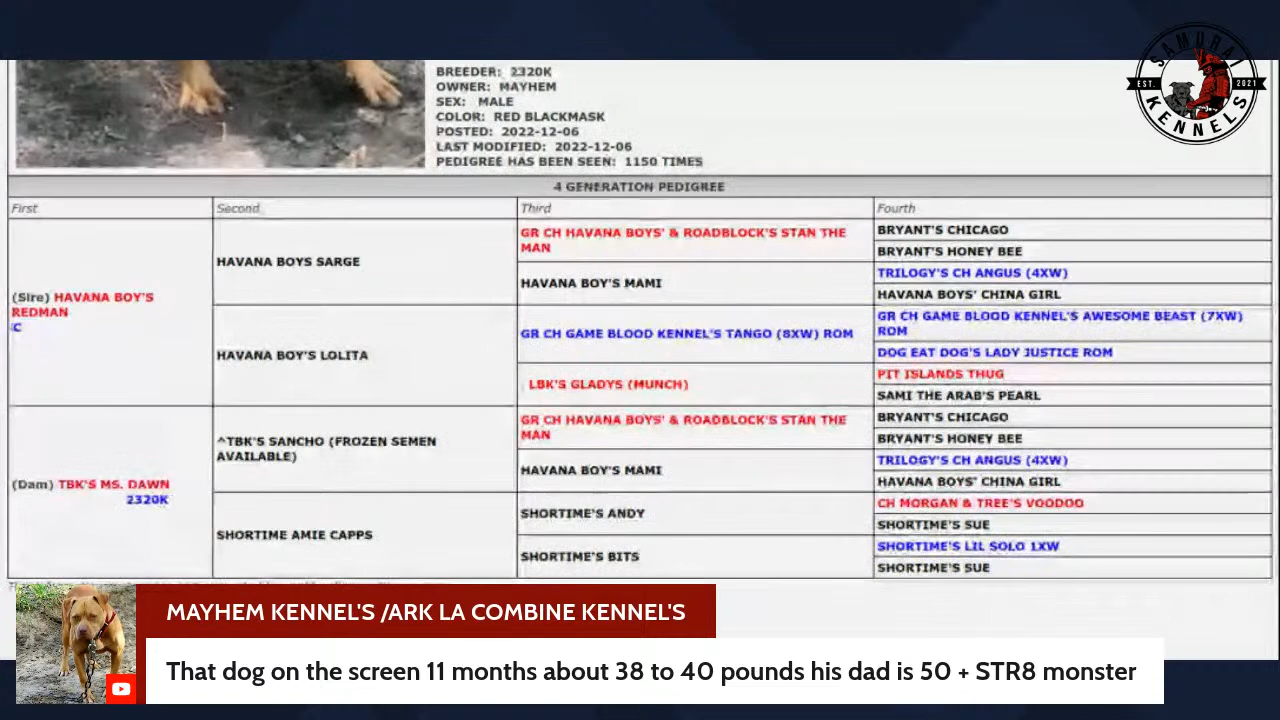 SAMURAI
EST. 2021
KENNELS
BREEDER: 2320K
OWNER: MAYHEM
SEX: MALE
COLOR: RED BLACKMASK
POSTED: 2022-12-06
LAST MODIFIED: 2022-12-06
PEDIGREE HAS BEEN SEEN: 1150 TIMES
4 GENERATION PEDIGREE
First Second Third Fourth
(Sire) HAVANA BOY'S
REDMAN
C
HAVANA BOYS SARGE
GR CH HAVANA BOYS' & ROADBLOCK'S STAN THE
MAN
BRYANT'S CHICAGO
BRYANT'S HONEY BEE
HAVANA BOY'S MAMI
TRILOGY'S CH ANGUS (4XW)
HAVANA BOYS' CHINA GIRL
HAVANA BOY'S LOLITA
GR CH GAME BLOOD KENNEL'S TANGO (8XW) ROM
GR CH GAME BLOOD KENNEL'S AWESOME BEAST (7XW)
ROM
DOG EAT DOG'S LADY JUSTICE ROM
LBK'S GLADYS (MUNCH)
PIT ISLANDS THUG
SAMI THE ARAB'S PEARL
(Dam) TBK'S MS. DAWN
2320K
^TBK'S SANCHO (FROZEN SEMEN
AVAILABLE)
GR CH HAVANA BOYS' & ROADBLOCK'S STAN THE
MAN
BRYANT'S CHICAGO
BRYANT'S HONEY BEE
HAVANA BOY'S MAMI
TRILOGY'S CH ANGUS (4XW)
HAVANA BOYS' CHINA GIRL
SHORTIME AMIE CAPPS
SHORTIME'S ANDY
CH MORGAN & TREE'S VOODOO
SHORTIME'S SUE
SHORTIME'S BITS
SHORTIME'S LIL SOLO 1XW
SHORTIME'S SUE
MAYHEM KENNEL'S /ARK LA COMBINE KENNEL'S
That dog on the screen 11 months about 38 to 40 pounds his dad is 50 + STR8 monster